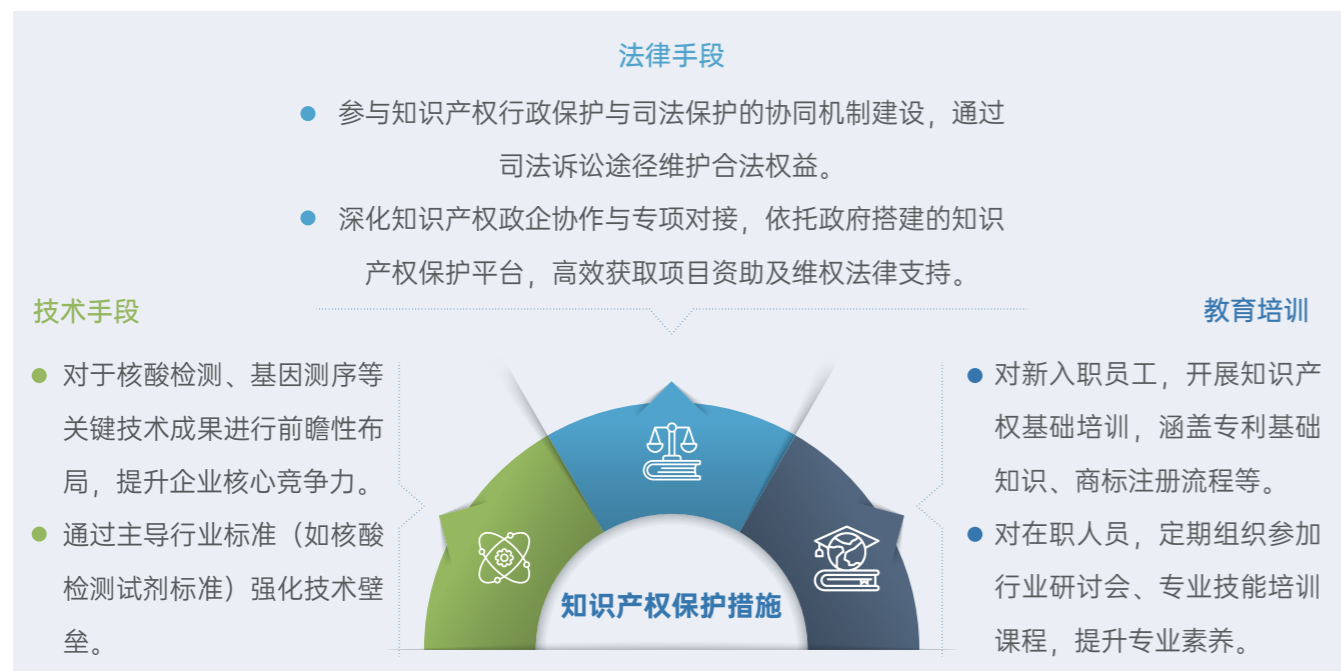 法律手段
参与知识产权行政保护与司法保护的协同机制建设，通过
司法诉讼途径维护合法权益。
深化知识产权政企协作与专项对接，依托政府搭建的知识
产权保护平台，高效获取项目资助及维权法律支持。
技术手段
对于核酸检测、基因测序等
关键技术成果进行前瞻性布
局，提升企业核心竞争力。
通过主导行业标准（如核酸
检测试剂标准）强化技术壁
垒。
知识产权保护措施
教育培训
对新入职员工，开展知识产
权基础培训，涵盖专利基础
知识、商标注册流程等。
对在职人员，定期组织参加
行业研讨会、专业技能培训
课程，提升专业素养。